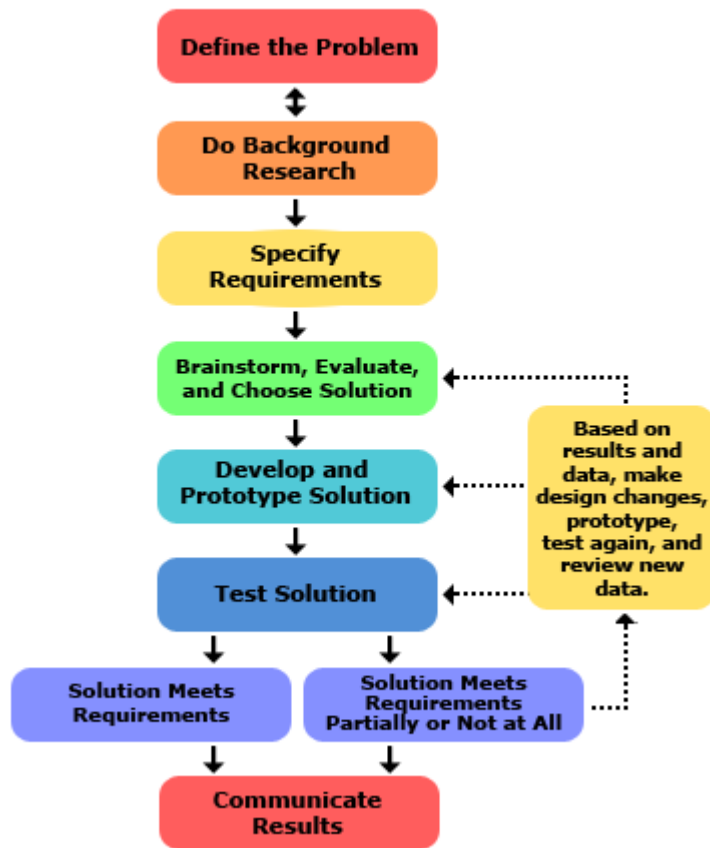 Define the Problem
Do Background
Research
Specify
Requirements
Brainstorm, Evaluate,
and Choose Solution
Develop and
Prototype Solution
Based on
results and
data, make
design changes,
prototype,
test again, and
review new
data.
Test Solution
Solution Meets
Requirements
Solution Meets
Requirements
Partially or Not at All
Communicate
Results